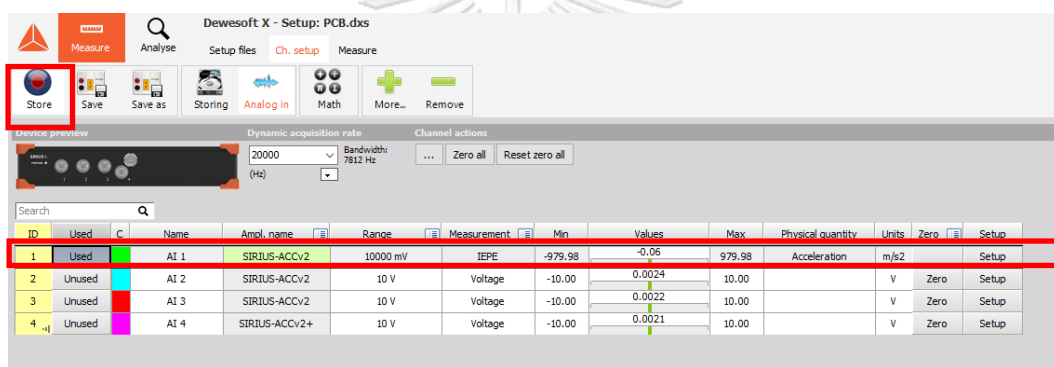 Dewesoft X - Setup: PCB.dxs
Measure Analyse Setup files Ch. setup Measure
Store Save Save as Storing Analog in Math More... Remove
Device preview Dynamic acquisition rate Channel actions
20000 Bandwidth: 7812 Hz ... Zero all Reset zero all
(Hz)
1 2 3 4
Search
ID Used C Name Ampl. name Range Measurement Min Values Max Physical quantity Units Zero Setup
1 Used AI 1 SIRIUS-ACCv2 10000 mV IEPE -979.98 -0.06 979.98 Acceleration m/s2 Setup
2 Unused AI 2 SIRIUS-ACCv2 10 V Voltage -10.00 0.0024 10.00 V Zero Setup
3 Unused AI 3 SIRIUS-ACCv2 10 V Voltage -10.00 0.0022 10.00 V Zero Setup
4 Unused AI 4 SIRIUS-ACCv2+ 10 V Voltage -10.00 0.0021 10.00 V Zero Setup